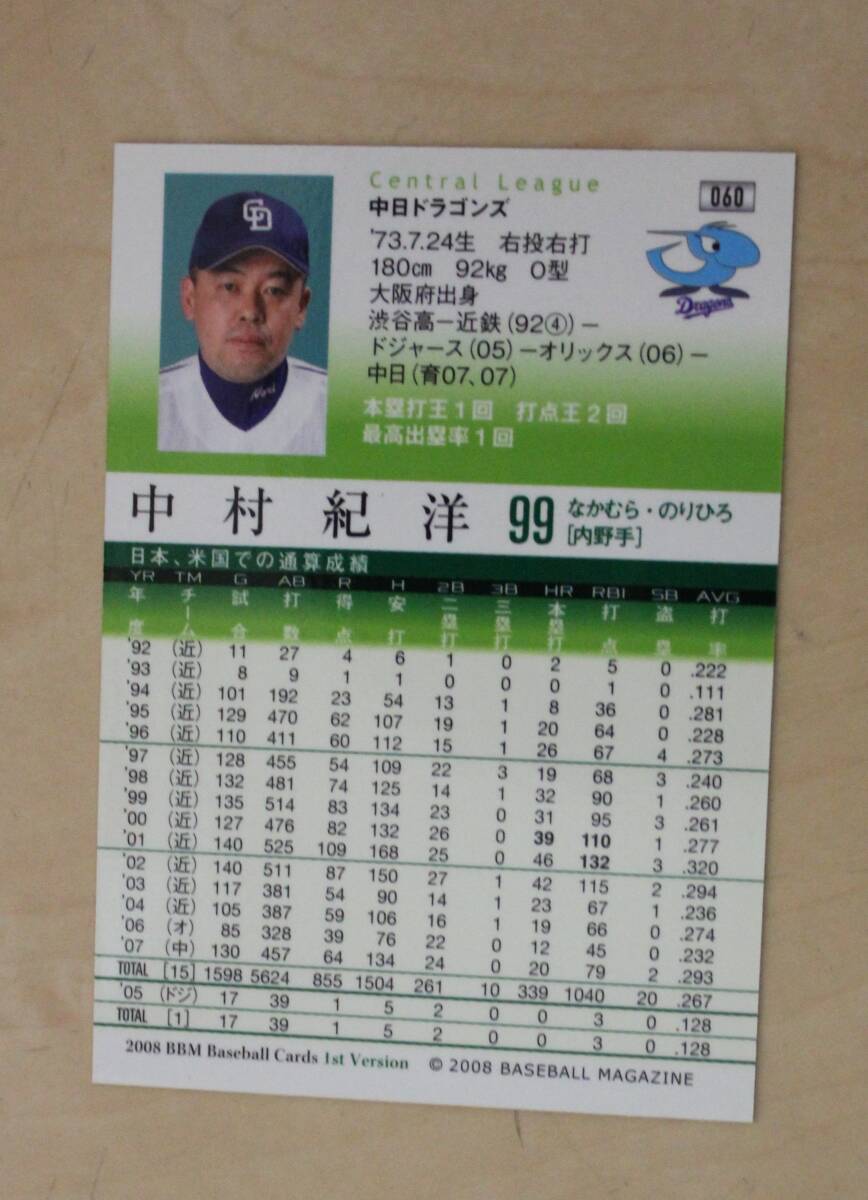 Central League
060
中日ドラゴンズ
'73.7.24生 右投右打
180cm 92kg O型
大阪府出身
渋谷高－近鉄(92④)－
ドジャース(05)－オリックス(06)－
中日(育07、07)
本塁打王1回 打点王2回
最高出塁率1回
CD
Nori
Dragons
中村紀洋 99 なかむら・のりひろ
[内野手]
日本、米国での通算成績
YR TM G AB R H 2B 3B HR RBI SB AVG
年度 チーム 試合 打数 得点 安打 二塁打 三塁打 本塁打 打点 盗塁 打率
'92 (近) 11 27 4 6 1 0 2 5 0 .222
'93 (近) 8 9 1 1 0 0 0 1 0 .111
'94 (近) 101 192 23 54 13 1 8 36 0 .281
'95 (近) 129 470 62 107 19 1 20 64 0 .228
'96 (近) 110 411 60 112 15 1 26 67 4 .273
'97 (近) 128 455 54 109 22 3 19 68 3 .240
'98 (近) 132 481 74 125 14 1 32 90 1 .260
'99 (近) 135 514 83 134 23 0 31 95 3 .261
'00 (近) 127 476 82 132 26 0 39 110 1 .277
'01 (近) 140 525 109 168 25 0 46 132 3 .320
'02 (近) 140 511 87 150 27 1 42 115 2 .294
'03 (近) 117 381 54 90 14 1 23 67 1 .236
'04 (近) 105 387 59 106 16 1 19 66 0 .274
'06 (オ) 85 328 39 76 22 0 12 45 0 .232
'07 (中) 130 457 64 134 24 0 20 79 2 .293
TOTAL [15] 1598 5624 855 1504 261 10 339 1040 20 .267
'05 (ドジ) 17 39 1 5 2 0 0 3 0 .128
TOTAL [1] 17 39 1 5 2 0 0 3 0 .128
2008 BBM Baseball Cards 1st Version © 2008 BASEBALL MAGAZINE